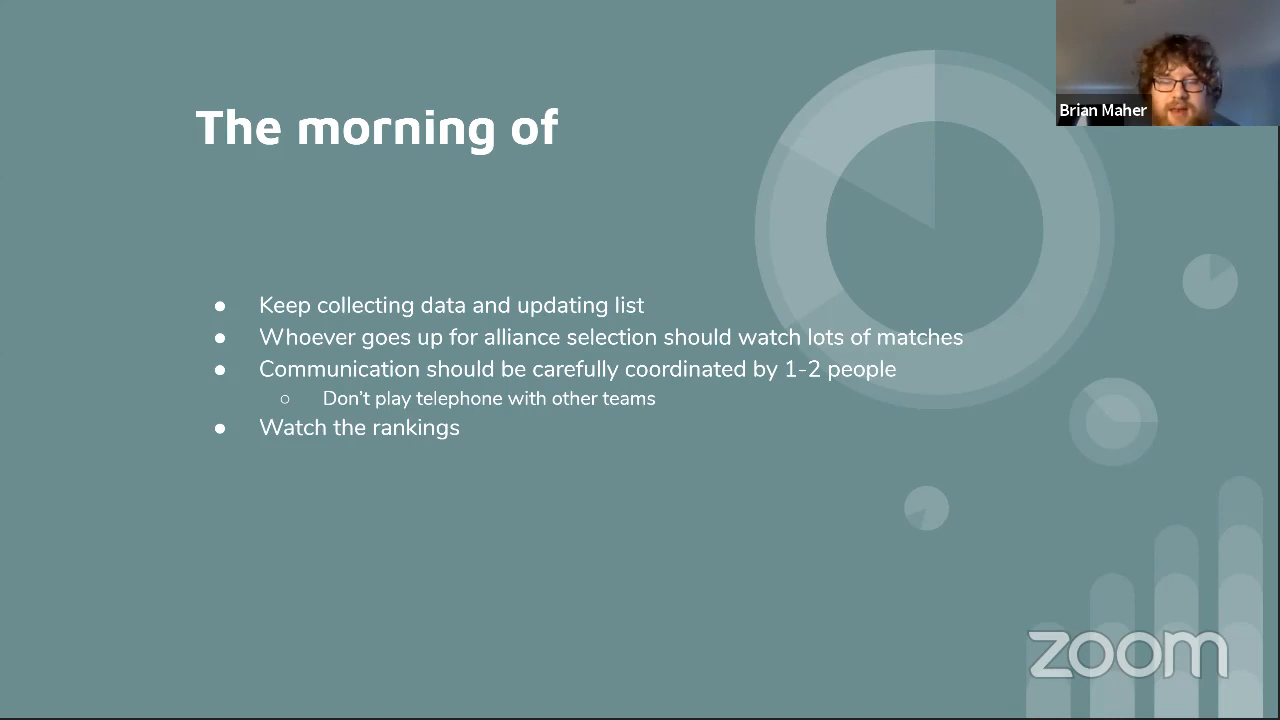 The morning of
Brian Maher
● Keep collecting data and updating list
● Whoever goes up for alliance selection should watch lots of matches
● Communication should be carefully coordinated by 1-2 people
○ Don’t play telephone with other teams
● Watch the rankings
zoom